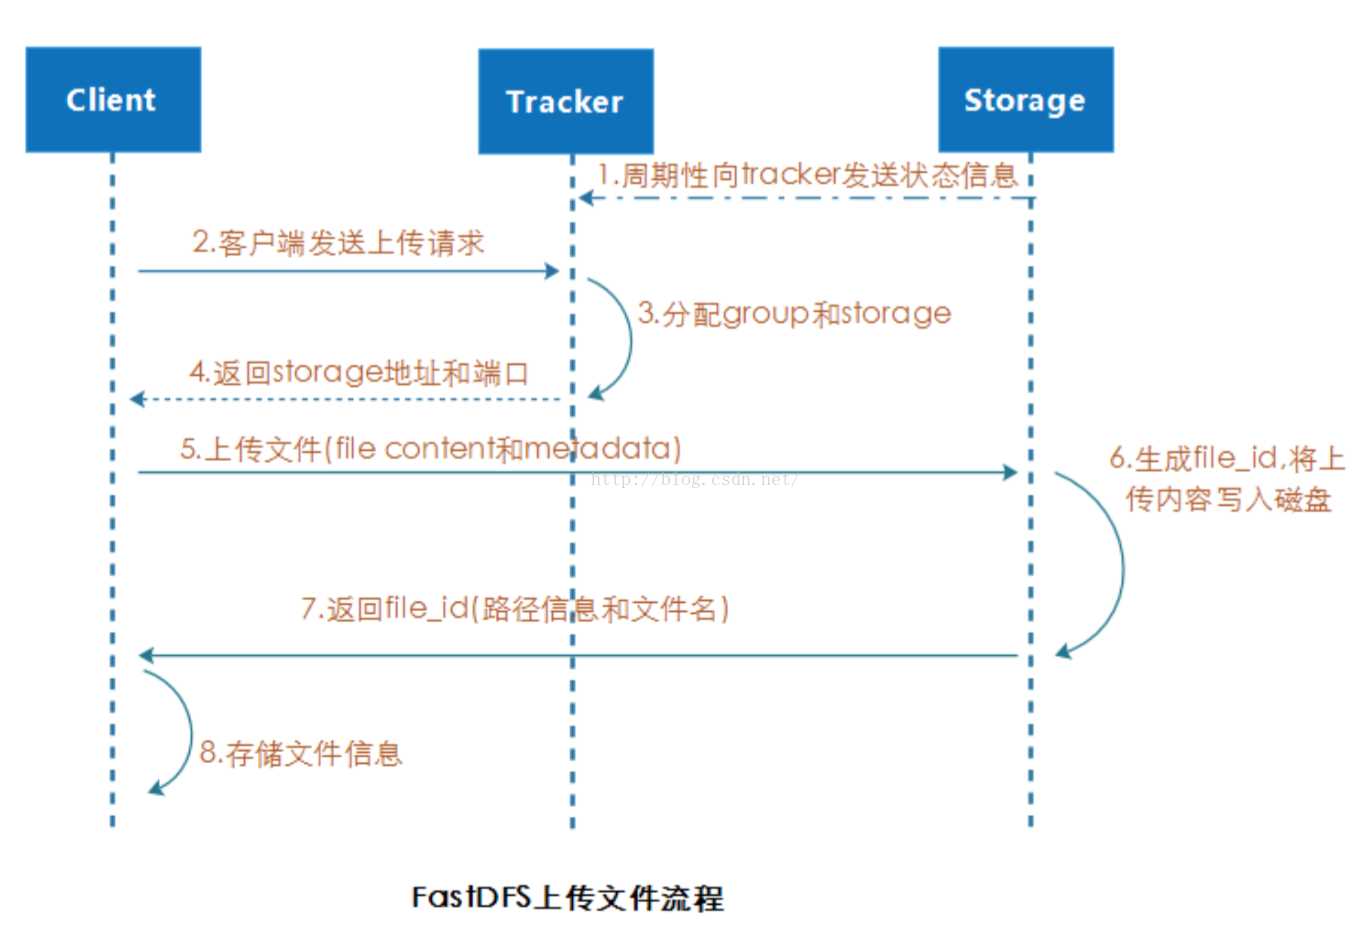 Client
Tracker
Storage
1.周期性向tracker发送状态信息
2.客户端发送上传请求
3.分配group和storage
4.返回storage地址和端口
5.上传文件(file content和metadata)
http://blog.csdn.net/
6.生成file_id,将上
传内容写入磁盘
7.返回file_id(路径信息和文件名)
8.存储文件信息
FastDFS上传文件流程